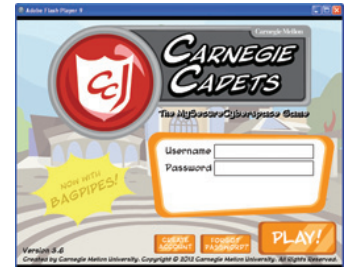 Adobe Flash Player 9
Carnegie Mellon
CARNEGIE
CADETS
CC
The MySecureCyberspace Game
Username
Password
NOW WITH
BAGPIPES!
CREATE
ACCOUNT
FORGOT
PASSWORD?
PLAY!
Version 3.6
Created by Carnegie Mellon University. Copyright © 2012 Carnegie Mellon University. All Rights Reserved.